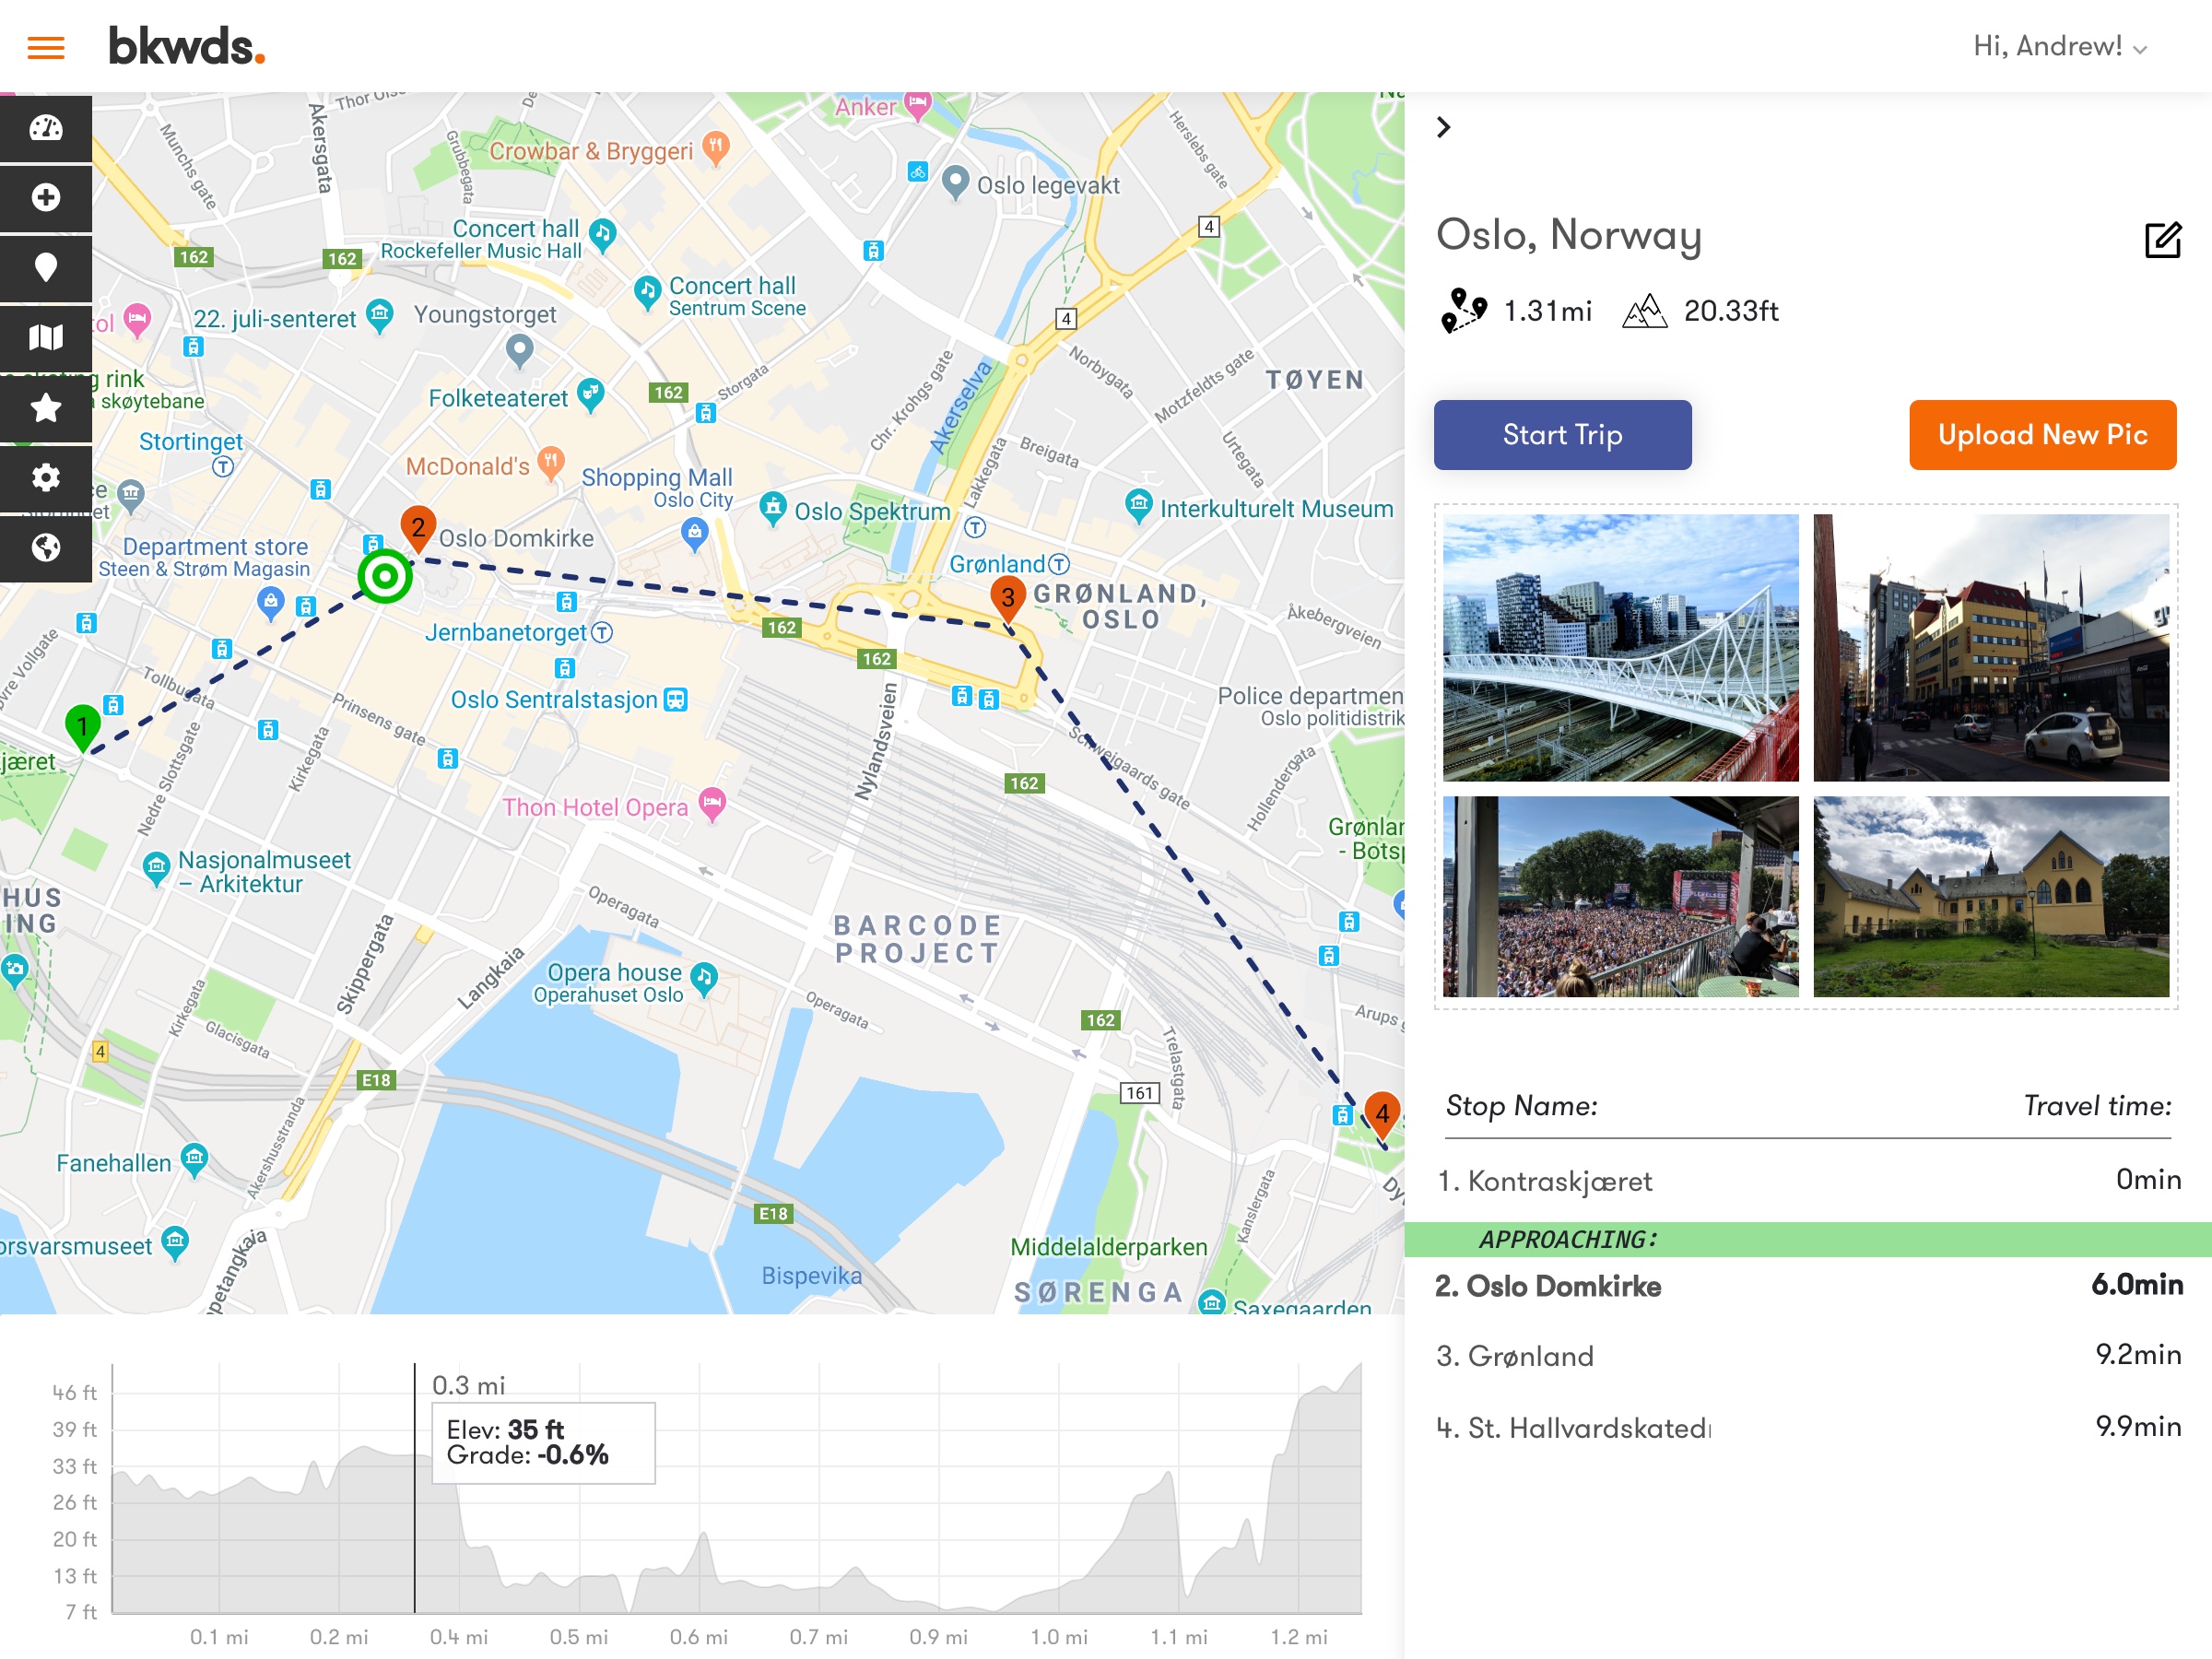 bkwds.
Hi, Andrew!
Thor Ols
Munchs gate
Akersgata
Grubbegata
Anker
Crowbar & Bryggeri
Oslo legevakt
Herslebs gate
4
162
162
Concert hall
Rockefeller Music Hall
Concert hall
Sentrum Scene
22. juli-senteret
Youngstorget
4
Norbygata
Motzfeldts gate
TØYEN
g rink
skøytebane
Folketeateret
162
Storgata
Chr. Krohgs gate
Akerselva
Stortinget
T
McDonald's
Shopping Mall
Oslo City
Lakkegata
Breigata
Urtegata
Oslo Spektrum
T
Interkulturelt Museum
2
Oslo Domkirke
Department store
Steen & Strøm Magasin
Grønland
T
3
GRØNLAND,
OSLO
Åkebergveien
Jernbanetorget
T
162
162
Tollbugata
Prinsens gate
Oslo Sentralstasjon
Police departmen
Oslo politidistrik
1
jæret
Nedre Slottsgate
Kirkegata
Nylandsveien
Schweigaards gate
162
Hollendergata
Thon Hotel Opera
Grønlan
- Bots
Nasjonalmuseet
– Arkitektur
HUS
ING
Skippergata
Langkaia
Operagata
BARCODE
PROJECT
Opera house
Operahuset Oslo
Operagata
Kirkegata
Glacisgata
4
E18
162
161
Trelastgata
Arups g
4
Fanehallen
Akershusstranda
E18
Kanslergata
Dy
orsvarsmuseet
Middelalderparken
Bispevika
SØRENGA
Saxegaarden
46 ft
39 ft
33 ft
26 ft
20 ft
13 ft
7 ft
0.3 mi
Elev: 35 ft
Grade: -0.6%
0.1 mi
0.2 mi
0.4 mi
0.5 mi
0.6 mi
0.7 mi
0.9 mi
1.0 mi
1.1 mi
1.2 mi
Oslo, Norway
1.31mi
20.33ft
Start Trip
Upload New Pic
Stop Name:
Travel time:
1. Kontraskjæret
0min
APPROACHING:
2. Oslo Domkirke
6.0min
3. Grønland
9.2min
4. St. Hallvardskated
9.9min